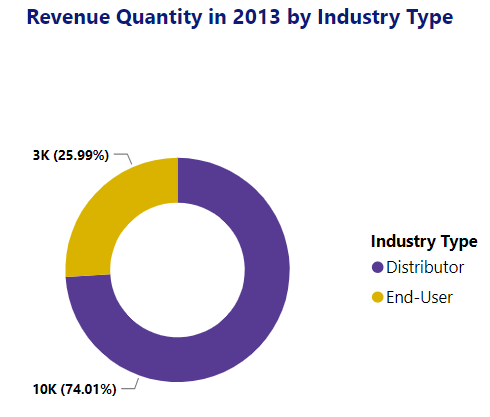 Revenue Quantity in 2013 by Industry Type
3K (25.99%)
Industry Type
Distributor
End-User
10K (74.01%)